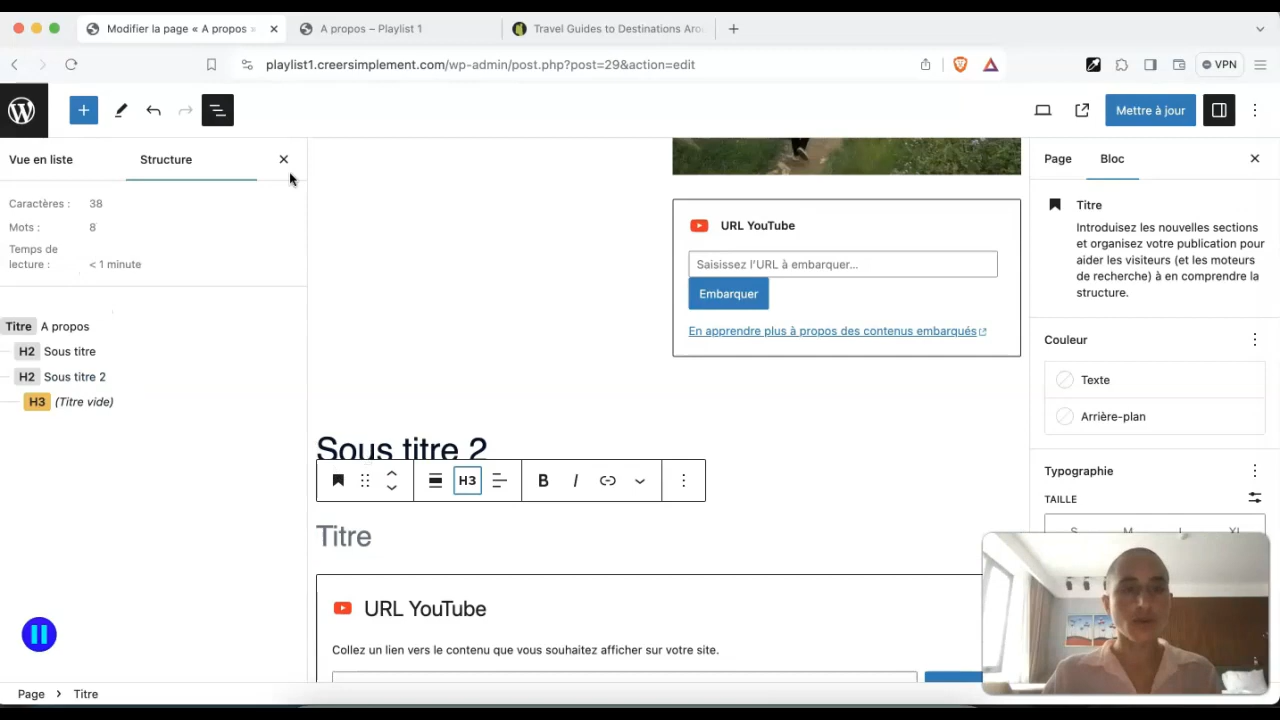 Modifier la page « A propos »
A propos – Playlist 1
Travel Guides to Destinations Aro
playlist1.creersimplement.com/wp-admin/post.php?post=29&action=edit
VPN
Mettre à jour
Vue en liste
Structure
Page
Bloc
Caractères :
38
Mots :
8
Temps de
lecture :
< 1 minute
Titre
A propos
H2
Sous titre
H2
Sous titre 2
H3
(Titre vide)
URL YouTube
Saisissez l’URL à embarquer…
Embarquer
En apprendre plus à propos des contenus embarqués
Sous titre 2
H3
B
I
Titre
URL YouTube
Collez un lien vers le contenu que vous souhaitez afficher sur votre site.
Titre
Introduisez les nouvelles sections
et organisez votre publication pour
aider les visiteurs (et les moteurs
de recherche) à en comprendre la
structure.
Couleur
Texte
Arrière-plan
Typographie
TAILLE
S
M
L
XL
Page
Titre